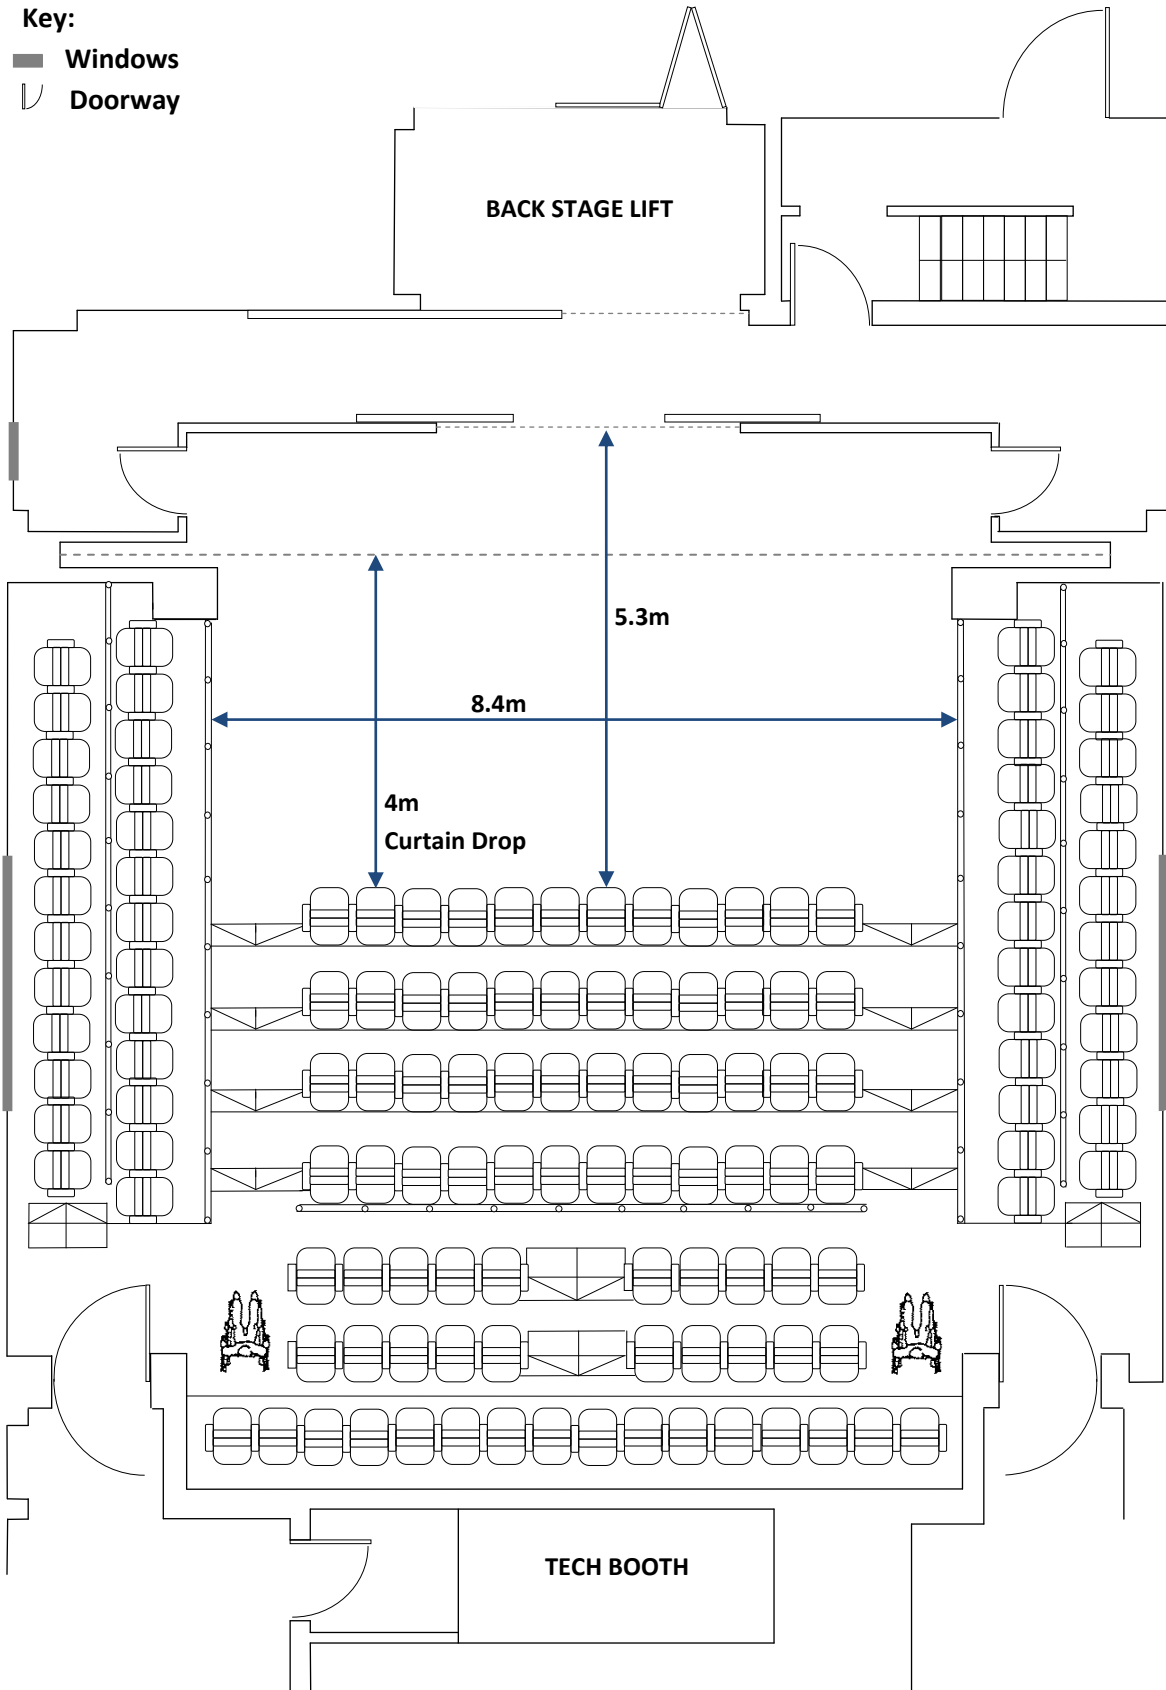 Key:
Windows
Doorway
BACK STAGE LIFT
5.3m
8.4m
4m
Curtain Drop
TECH BOOTH